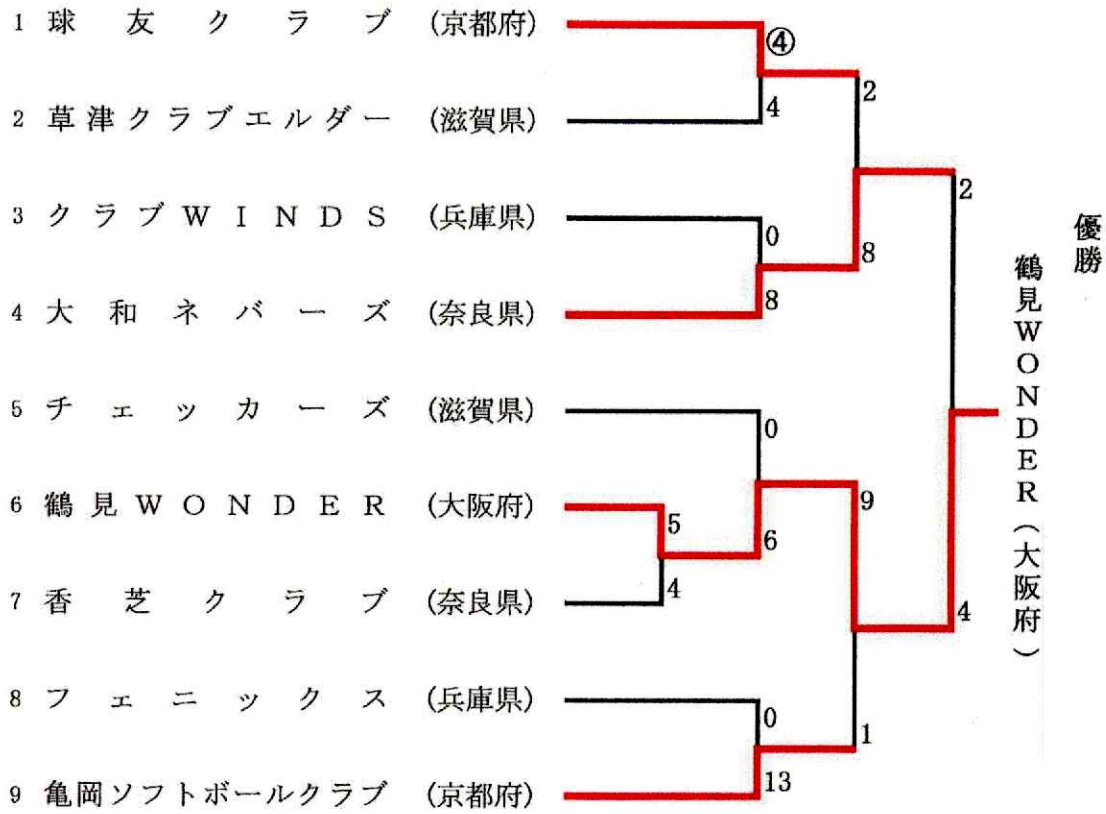 1 球友クラブ (京都府)
④
2
2 草津クラブエルダー (滋賀県)
4
2
3 クラブWINDS (兵庫県)
0
8
4 大和ネバーズ (奈良県)
8
5 チェッカーズ (滋賀県)
0
9
6 鶴見WONDER (大阪府)
5
6
7 香芝クラブ (奈良県)
4
4
8 フェニックス (兵庫県)
0
1
9 亀岡ソフトボールクラブ (京都府)
13
優勝
鶴見WONDER(大阪府)